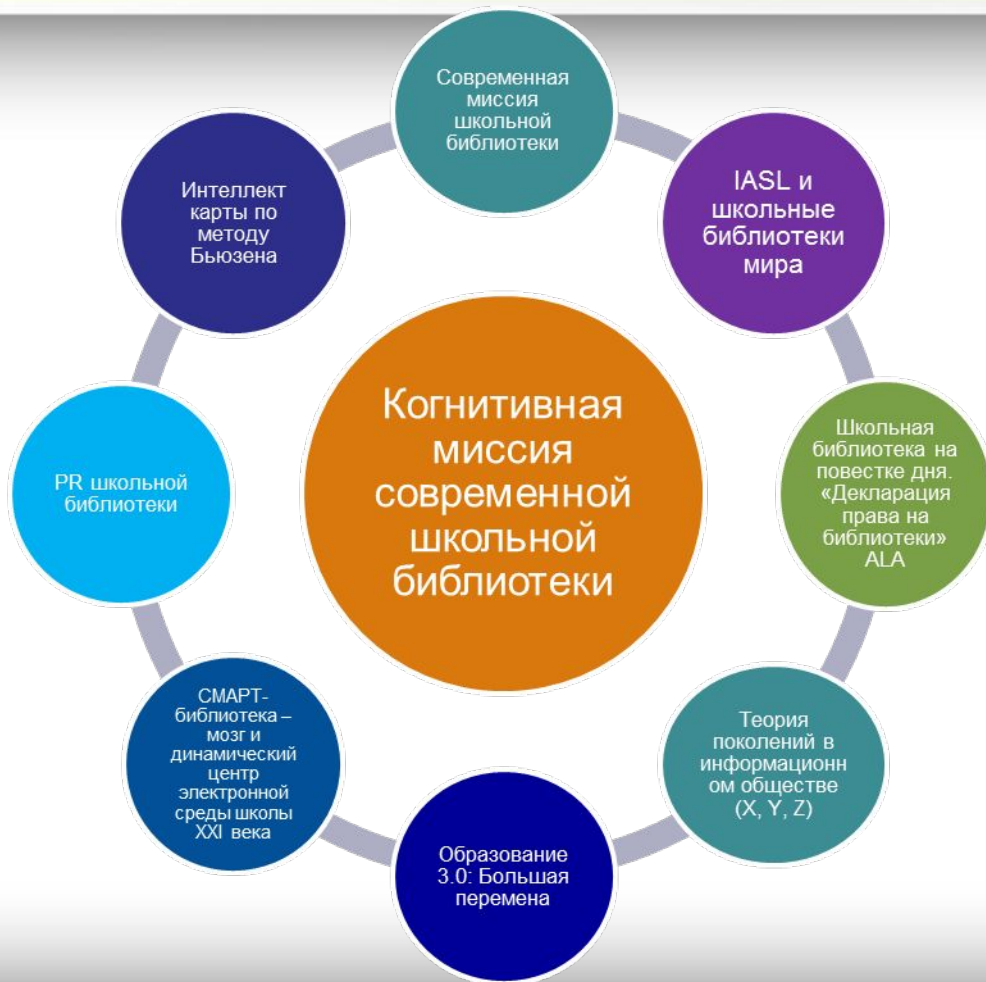 Современная
миссия
школьной
библиотеки
IASL и
школьные
библиотеки
мира
Школьная
библиотека на
повестке дня.
«Декларация
права на
библиотеки»
ALA
Теория
поколений в
информационн
ом обществе
(X, Y, Z)
Образование
3.0: Большая
перемена
СМАРТ-
библиотека –
мозг и
динамический
центр
электронной
среды школы
XXI века
PR школьной
библиотеки
Интеллект
карты по
методу
Бьюзена
Когнитивная
миссия
современной
школьной
библиотеки